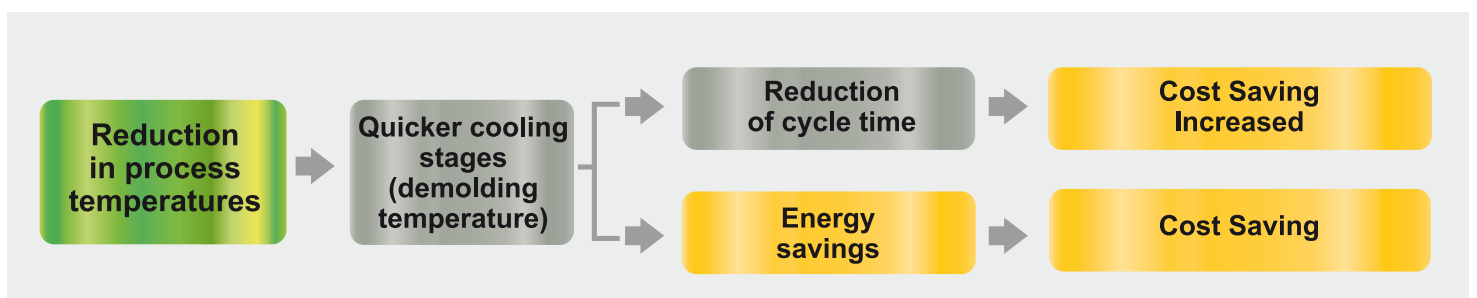 Reduction
in process
temperatures
Quicker cooling
stages
(demolding
temperature)
Reduction
of cycle time
Cost Saving
Increased
Energy
savings
Cost Saving